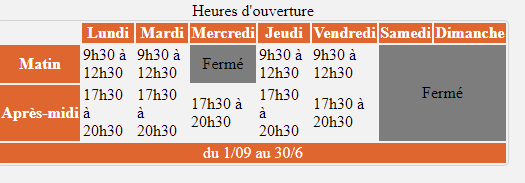 Heures d'ouverture
Lundi Mardi Mercredi Jeudi Vendredi Samedi Dimanche
Matin 9h30 à 12h30 9h30 à 12h30 Fermé 9h30 à 12h30 9h30 à 12h30 Fermé
Après-midi 17h30 à 20h30 17h30 à 20h30 17h30 à 20h30 17h30 à 20h30 17h30 à 20h30
du 1/09 au 30/6